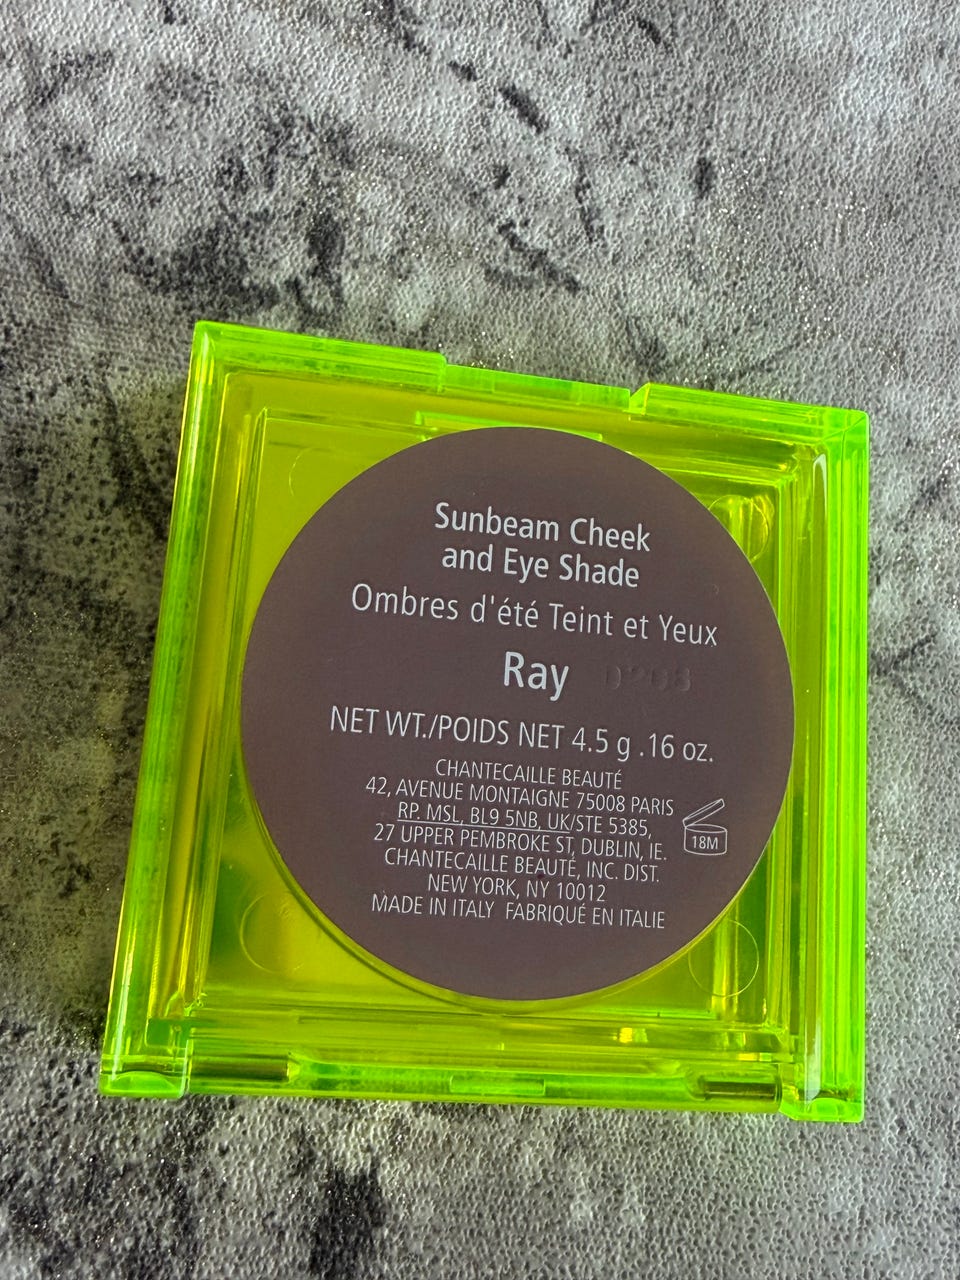 Sunbeam Cheek
and Eye Shade
Ombres d'été Teint et Yeux
Ray
NET WT./POIDS NET 4.5 g .16 oz.
CHANTECAILLE BEAUTÉ
42, AVENUE MONTAIGNE 75008 PARIS
RP. MSL, BL9 5NB, UK/STE 5385,
27 UPPER PEMBROKE ST, DUBLIN, IE.
CHANTECAILLE BEAUTÉ, INC. DIST.
NEW YORK, NY 10012
18M
MADE IN ITALY FABRIQUÉ EN ITALIE